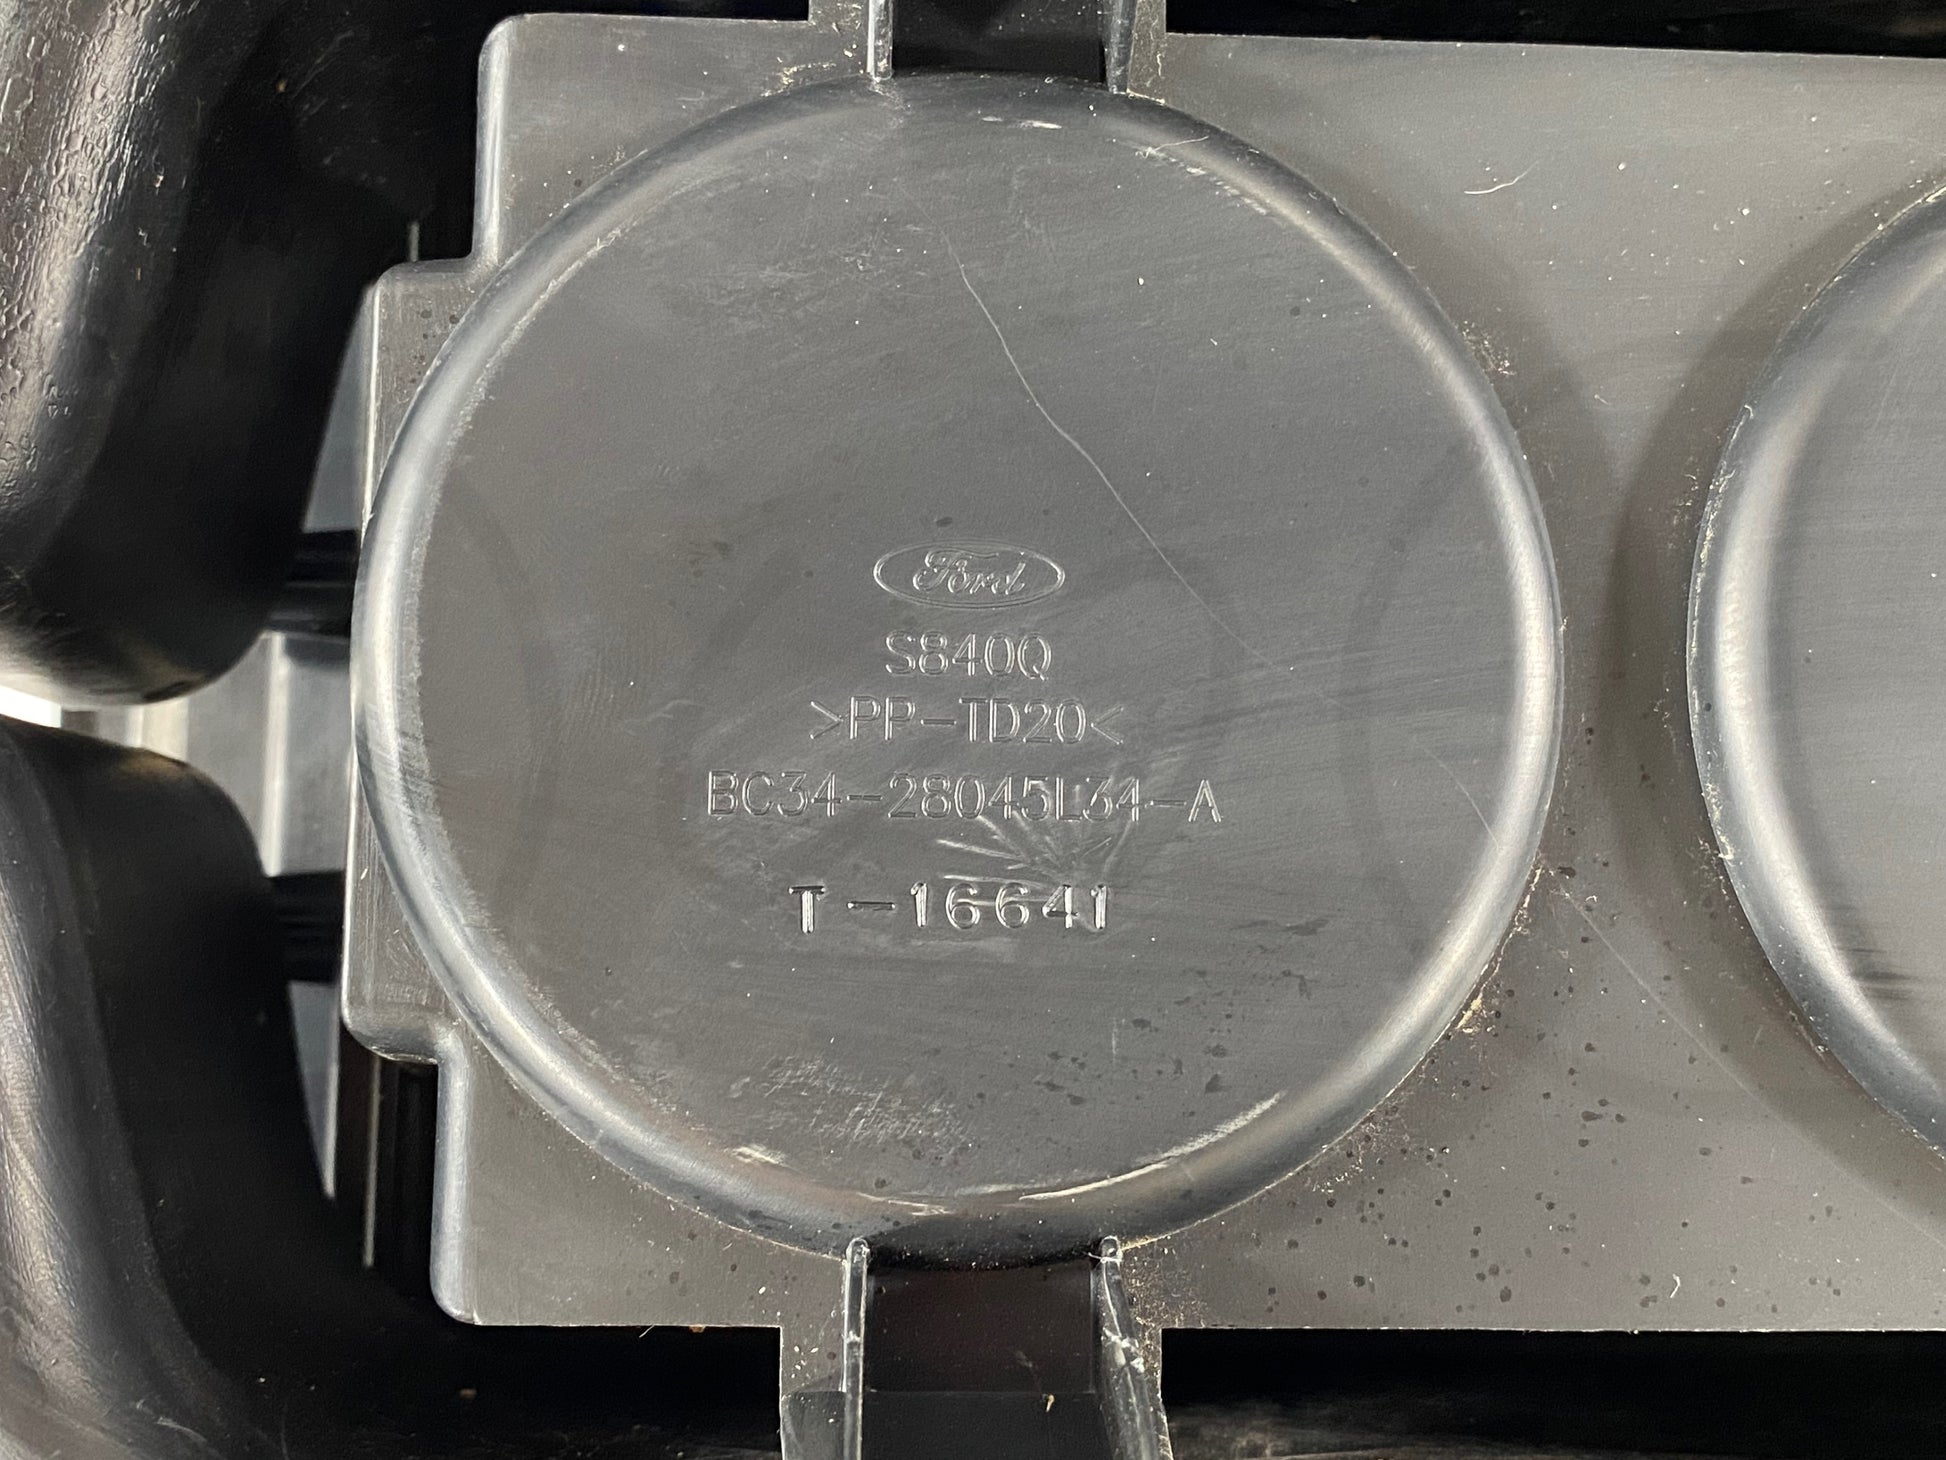 Ford
S840Q
>PP-TD20<
BC34-28045L34-A
T-16641